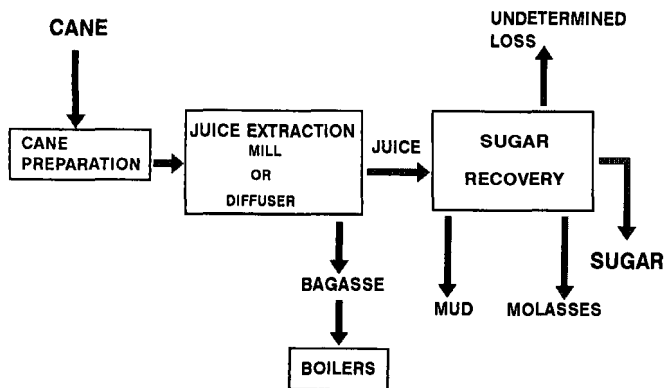 CANE
UNDETERMINED
LOSS
CANE
PREPARATION
JUICE EXTRACTION
MILL
OR
DIFFUSER
JUICE
SUGAR
RECOVERY
SUGAR
BAGASSE
MUD
MOLASSES
BOILERS